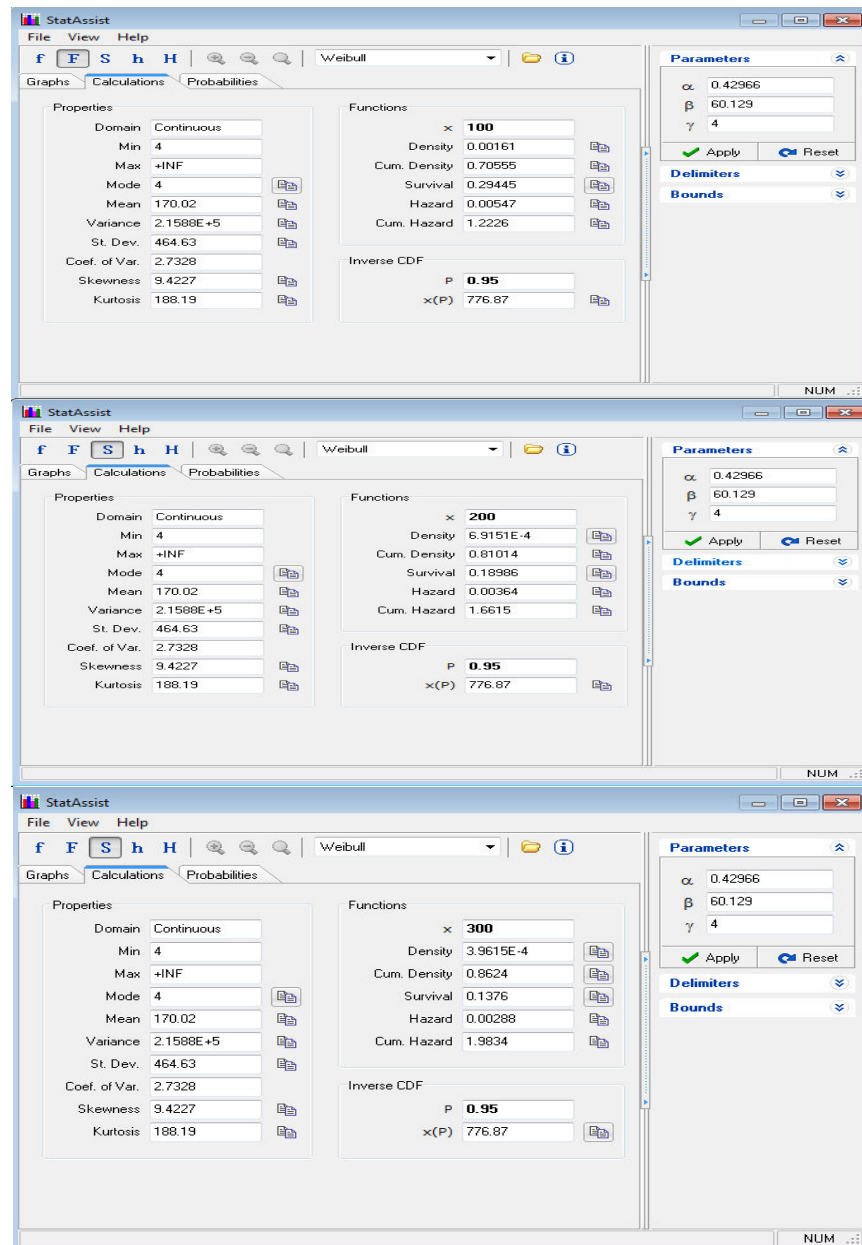 StatAssist
File View Help
f F S h H Weibull
Graphs Calculations Probabilities
Properties
Domain Continuous
Min 4
Max +INF
Mode 4
Mean 170.02
Variance 2.1588E+5
St. Dev. 464.63
Coef. of Var. 2.7328
Skewness 9.4227
Kurtosis 188.19
Functions
x 100
Density 0.00161
Cum. Density 0.70555
Survival 0.29445
Hazard 0.00547
Cum. Hazard 1.2226
Inverse CDF
P 0.95
x(P) 776.87
Parameters
α 0.42966
β 60.129
γ 4
Apply Reset
Delimiters
Bounds
NUM
StatAssist
File View Help
f F S h H Weibull
Graphs Calculations Probabilities
Properties
Domain Continuous
Min 4
Max +INF
Mode 4
Mean 170.02
Variance 2.1588E+5
St. Dev. 464.63
Coef. of Var. 2.7328
Skewness 9.4227
Kurtosis 188.19
Functions
x 200
Density 6.9151E-4
Cum. Density 0.81014
Survival 0.18986
Hazard 0.00364
Cum. Hazard 1.6615
Inverse CDF
P 0.95
x(P) 776.87
Parameters
α 0.42966
β 60.129
γ 4
Apply Reset
Delimiters
Bounds
NUM
StatAssist
File View Help
f F S h H Weibull
Graphs Calculations Probabilities
Properties
Domain Continuous
Min 4
Max +INF
Mode 4
Mean 170.02
Variance 2.1588E+5
St. Dev. 464.63
Coef. of Var. 2.7328
Skewness 9.4227
Kurtosis 188.19
Functions
x 300
Density 3.9615E-4
Cum. Density 0.8624
Survival 0.1376
Hazard 0.00288
Cum. Hazard 1.9834
Inverse CDF
P 0.95
x(P) 776.87
Parameters
α 0.42966
β 60.129
γ 4
Apply Reset
Delimiters
Bounds
NUM